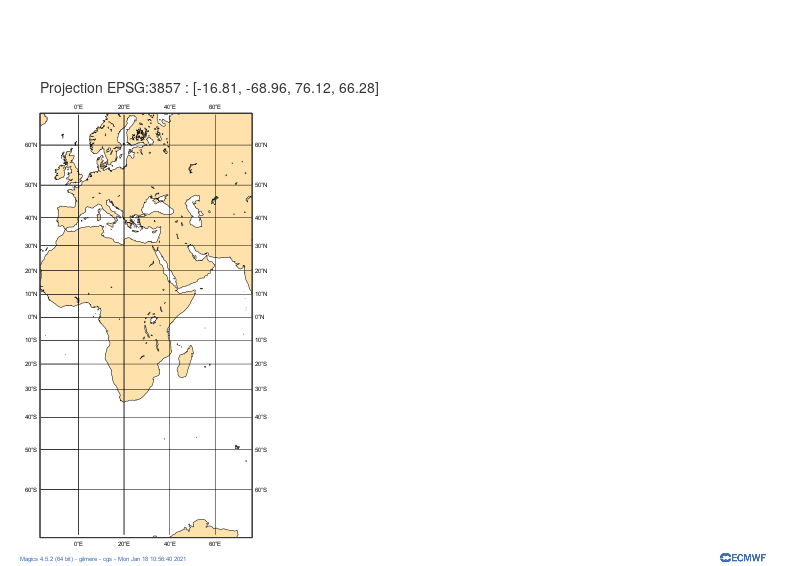 Projection EPSG:3857 : [-16.81, -68.96, 76.12, 66.28]
0°E 20°E 40°E 60°E
60°N 60°N
50°N 50°N
40°N 40°N
30°N 30°N
20°N 20°N
10°N 10°N
0°N 0°N
10°S 10°S
20°S 20°S
30°S 30°S
40°S 40°S
50°S 50°S
60°S 60°S
0°E 20°E 40°E 60°E
Magics 4.5.2 (64 bit) - gilmere - cgs - Mon Jan 18 10:56:40 2021
ECMWF